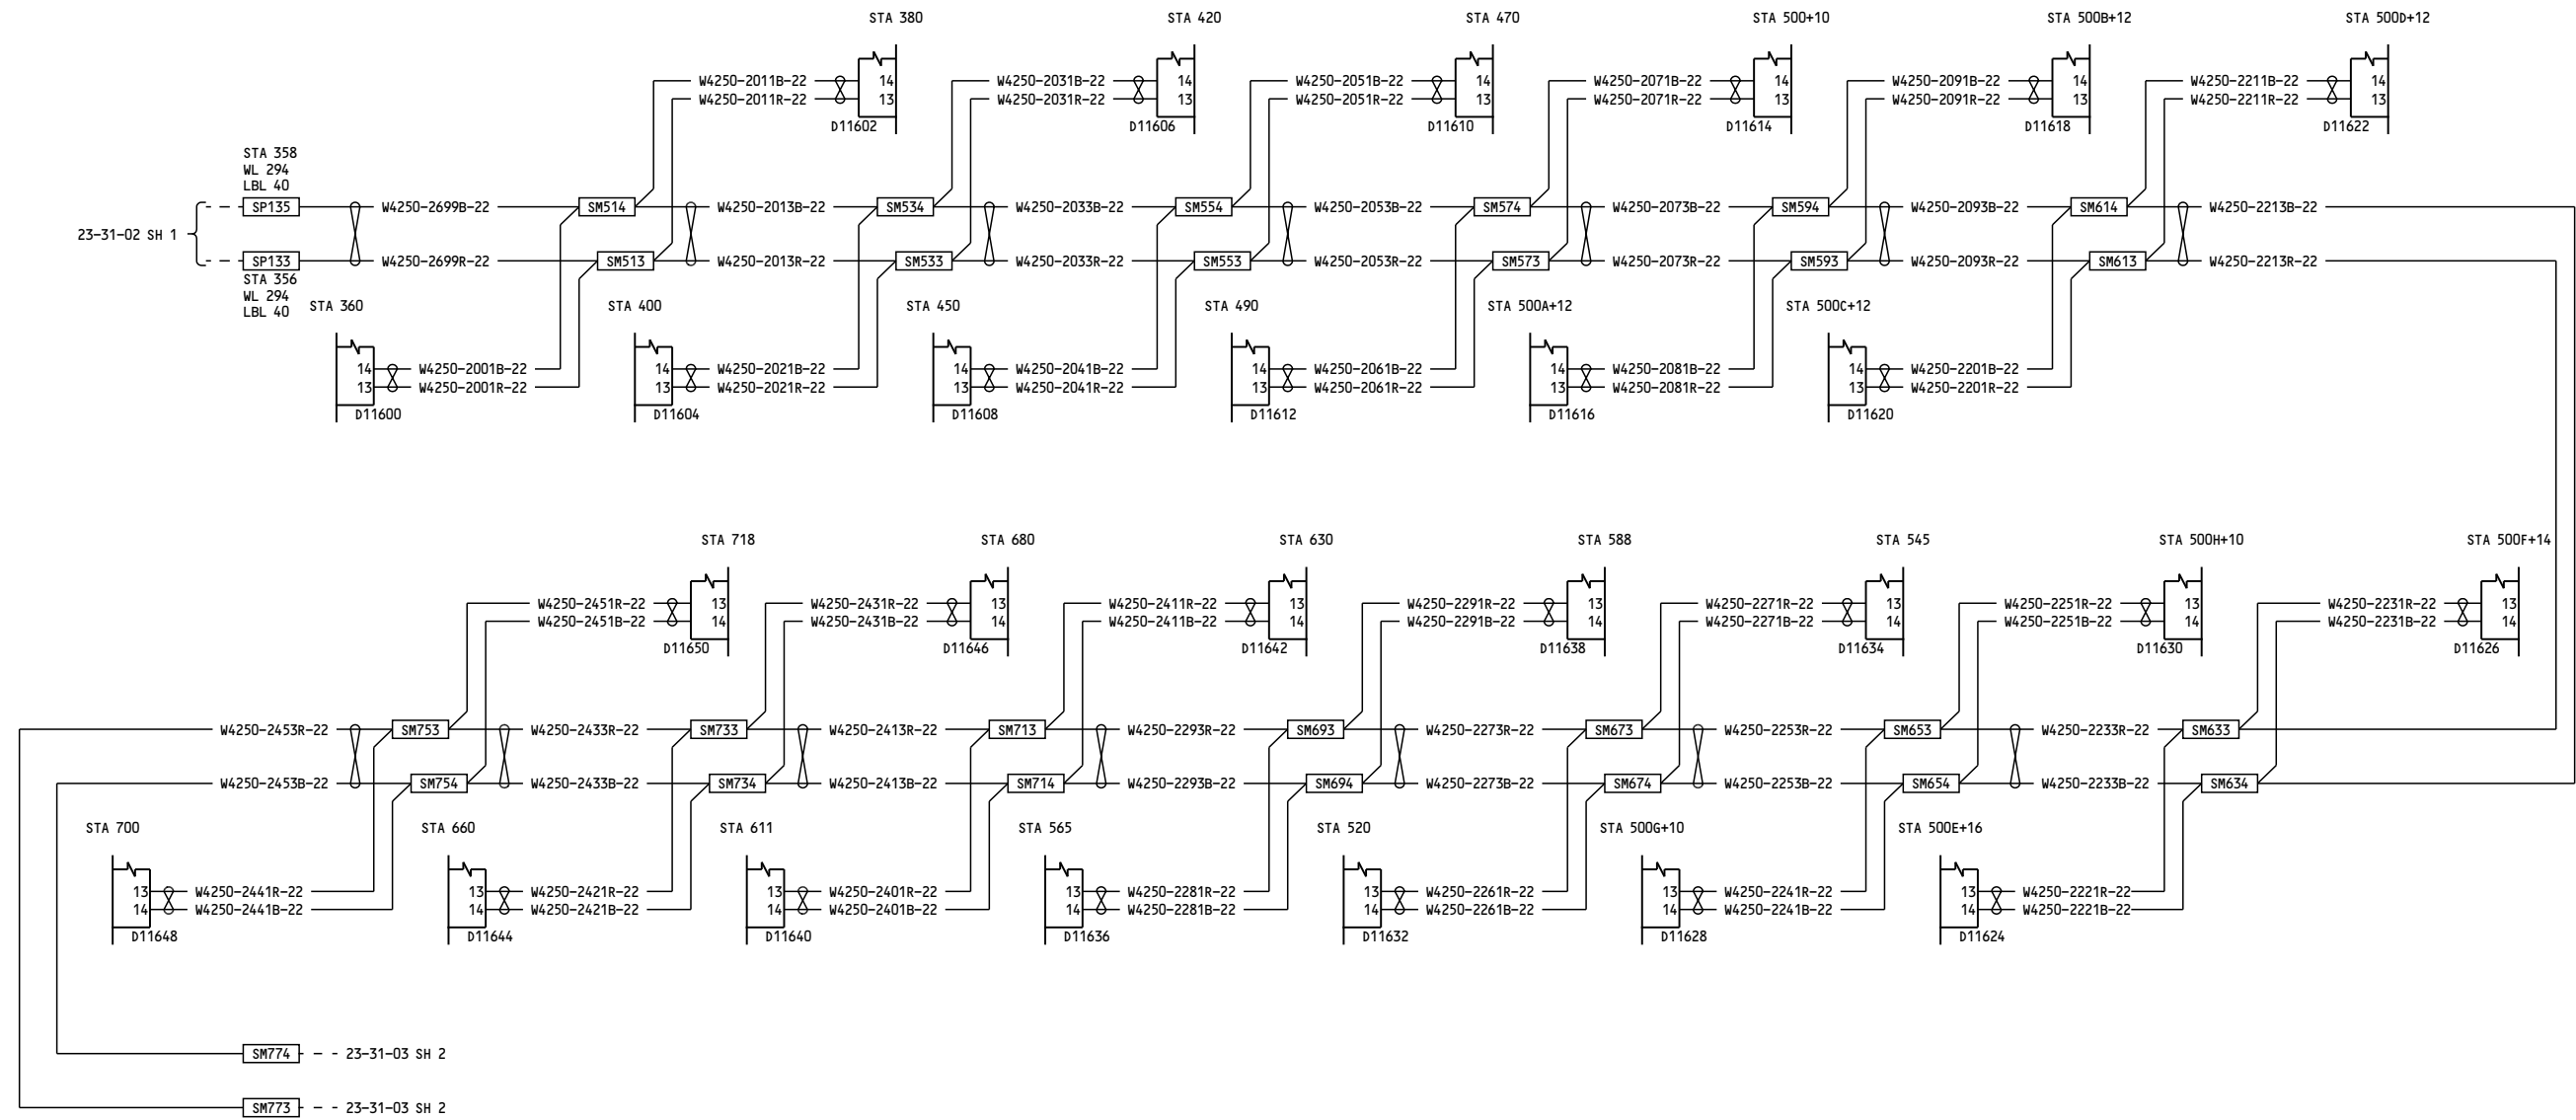 STA 380 STA 420 STA 470 STA 500+10 STA 500B+12 STA 500D+12
W4250-2011B-22 14 W4250-2031B-22 14 W4250-2051B-22 14 W4250-2071B-22 14 W4250-2091B-22 14 W4250-2211B-22 14
W4250-2011R-22 13 W4250-2031R-22 13 W4250-2051R-22 13 W4250-2071R-22 13 W4250-2091R-22 13 W4250-2211R-22 13
D11602 D11606 D11610 D11614 D11618 D11622
STA 358
WL 294
LBL 40
SP135 W4250-2699B-22 SM514 W4250-2013B-22 SM534 W4250-2033B-22 SM554 W4250-2053B-22 SM574 W4250-2073B-22 SM594 W4250-2093B-22 SM614 W4250-2213B-22
23-31-02 SH 1
SP133 W4250-2699R-22 SM513 W4250-2013R-22 SM533 W4250-2033R-22 SM553 W4250-2053R-22 SM573 W4250-2073R-22 SM593 W4250-2093R-22 SM613 W4250-2213R-22
STA 356
WL 294
LBL 40
STA 360 STA 400 STA 450 STA 490 STA 500A+12 STA 500C+12
14 W4250-2001B-22 14 W4250-2021B-22 14 W4250-2041B-22 14 W4250-2061B-22 14 W4250-2081B-22 14 W4250-2201B-22
13 W4250-2001R-22 13 W4250-2021R-22 13 W4250-2041R-22 13 W4250-2061R-22 13 W4250-2081R-22 13 W4250-2201R-22
D11600 D11604 D11608 D11612 D11616 D11620
STA 718 STA 680 STA 630 STA 588 STA 545 STA 500H+10 STA 500F+14
W4250-2451R-22 13 W4250-2431R-22 13 W4250-2411R-22 13 W4250-2291R-22 13 W4250-2271R-22 13 W4250-2251R-22 13 W4250-2231R-22 13
W4250-2451B-22 14 W4250-2431B-22 14 W4250-2411B-22 14 W4250-2291B-22 14 W4250-2271B-22 14 W4250-2251B-22 14 W4250-2231B-22 14
D11650 D11646 D11642 D11638 D11634 D11630 D11626
W4250-2453R-22 SM753 W4250-2433R-22 SM733 W4250-2413R-22 SM713 W4250-2293R-22 SM693 W4250-2273R-22 SM673 W4250-2253R-22 SM653 W4250-2233R-22 SM633
W4250-2453B-22 SM754 W4250-2433B-22 SM734 W4250-2413B-22 SM714 W4250-2293B-22 SM694 W4250-2273B-22 SM674 W4250-2253B-22 SM654 W4250-2233B-22 SM634
STA 700 STA 660 STA 611 STA 565 STA 520 STA 500G+10 STA 500E+16
13 W4250-2441R-22 13 W4250-2421R-22 13 W4250-2401R-22 13 W4250-2281R-22 13 W4250-2261R-22 13 W4250-2241R-22 13 W4250-2221R-22
14 W4250-2441B-22 14 W4250-2421B-22 14 W4250-2401B-22 14 W4250-2281B-22 14 W4250-2261B-22 14 W4250-2241B-22 14 W4250-2221B-22
D11648 D11644 D11640 D11636 D11632 D11628 D11624
SM774 23-31-03 SH 2
SM773 23-31-03 SH 2